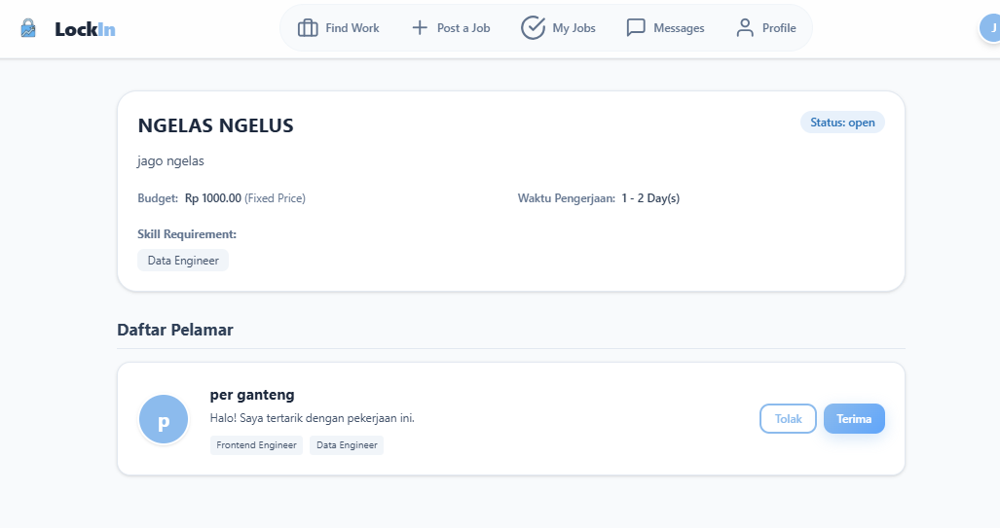 LockIn
Find Work
Post a Job
My Jobs
Messages
Profile
J
NGELAS NGELUS
Status: open
jago ngelas
Budget: Rp 1000.00 (Fixed Price)
Waktu Pengerjaan: 1 - 2 Day(s)
Skill Requirement:
Data Engineer
Daftar Pelamar
p
per ganteng
Halo! Saya tertarik dengan pekerjaan ini.
Frontend Engineer
Data Engineer
Tolak
Terima